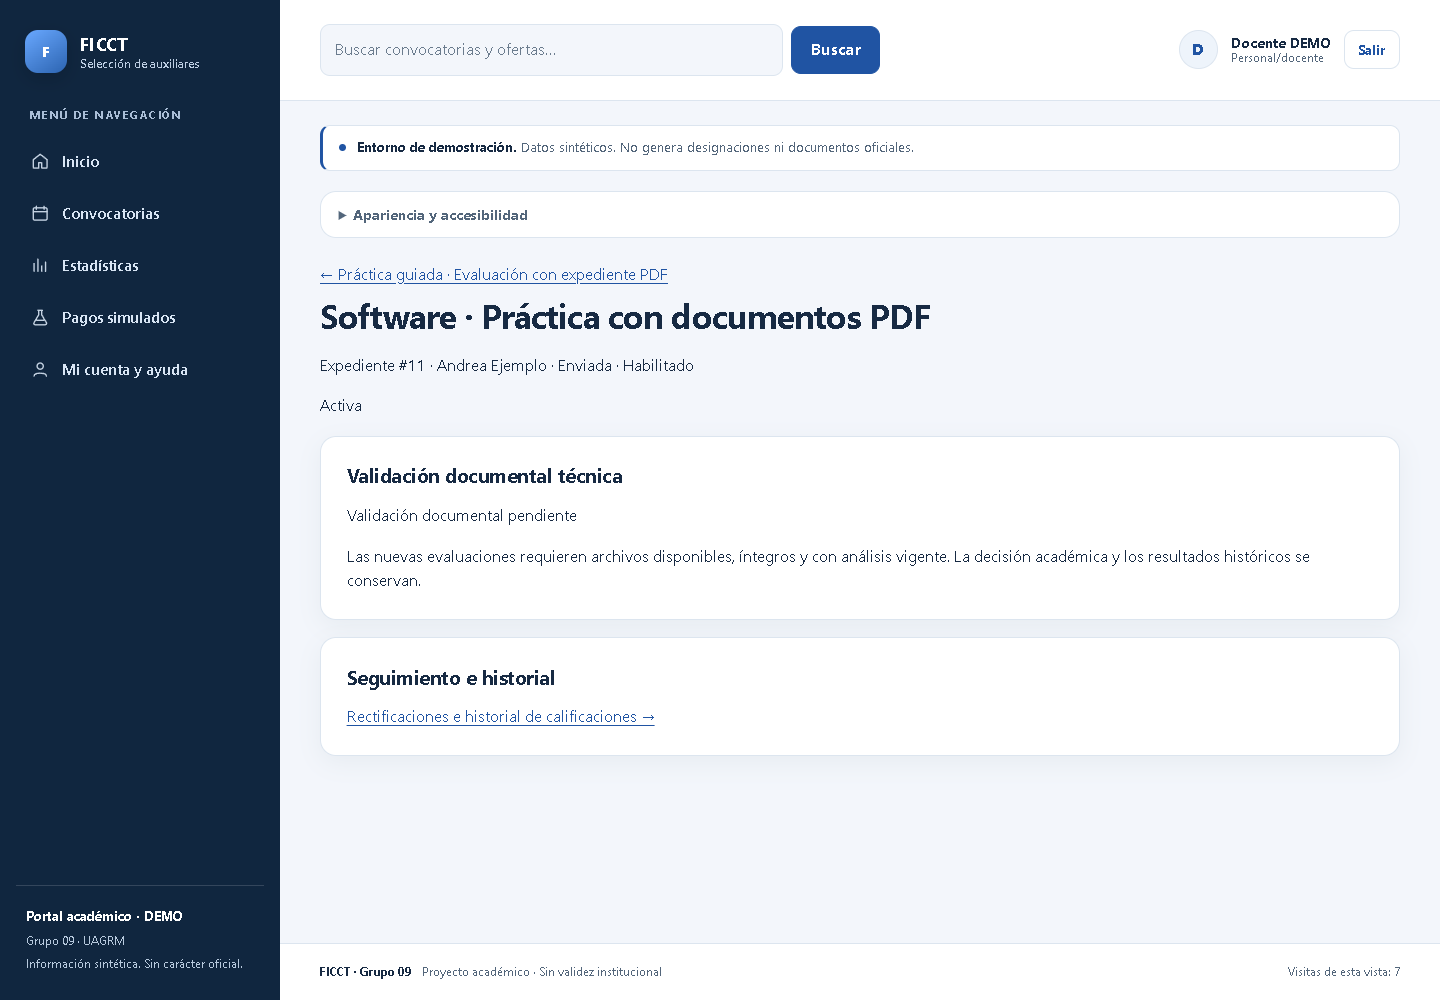 F
FICCT
Selección de auxiliares
MENÚ DE NAVEGACIÓN
Inicio
Convocatorias
Estadísticas
Pagos simulados
Mi cuenta y ayuda
Portal académico · DEMO
Grupo 09 · UAGRM
Información sintética. Sin carácter oficial.
Buscar convocatorias y ofertas...
Buscar
D
Docente DEMO
Personal/docente
Salir
Entorno de demostración. Datos sintéticos. No genera designaciones ni documentos oficiales.
▶ Apariencia y accesibilidad
← Práctica guiada · Evaluación con expediente PDF
Software · Práctica con documentos PDF
Expediente #11 · Andrea Ejemplo · Enviada · Habilitado
Activa
Validación documental técnica
Validación documental pendiente
Las nuevas evaluaciones requieren archivos disponibles, íntegros y con análisis vigente. La decisión académica y los resultados históricos se
conservan.
Seguimiento e historial
Rectificaciones e historial de calificaciones →
FICCT · Grupo 09 Proyecto académico · Sin validez institucional
Visitas de esta vista: 7